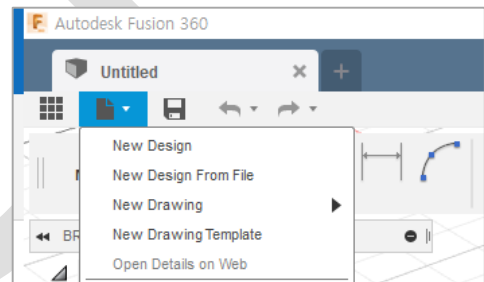 Autodesk Fusion 360
Untitled
New Design
New Design From File
New Drawing
New Drawing Template
BR
Open Details on Web